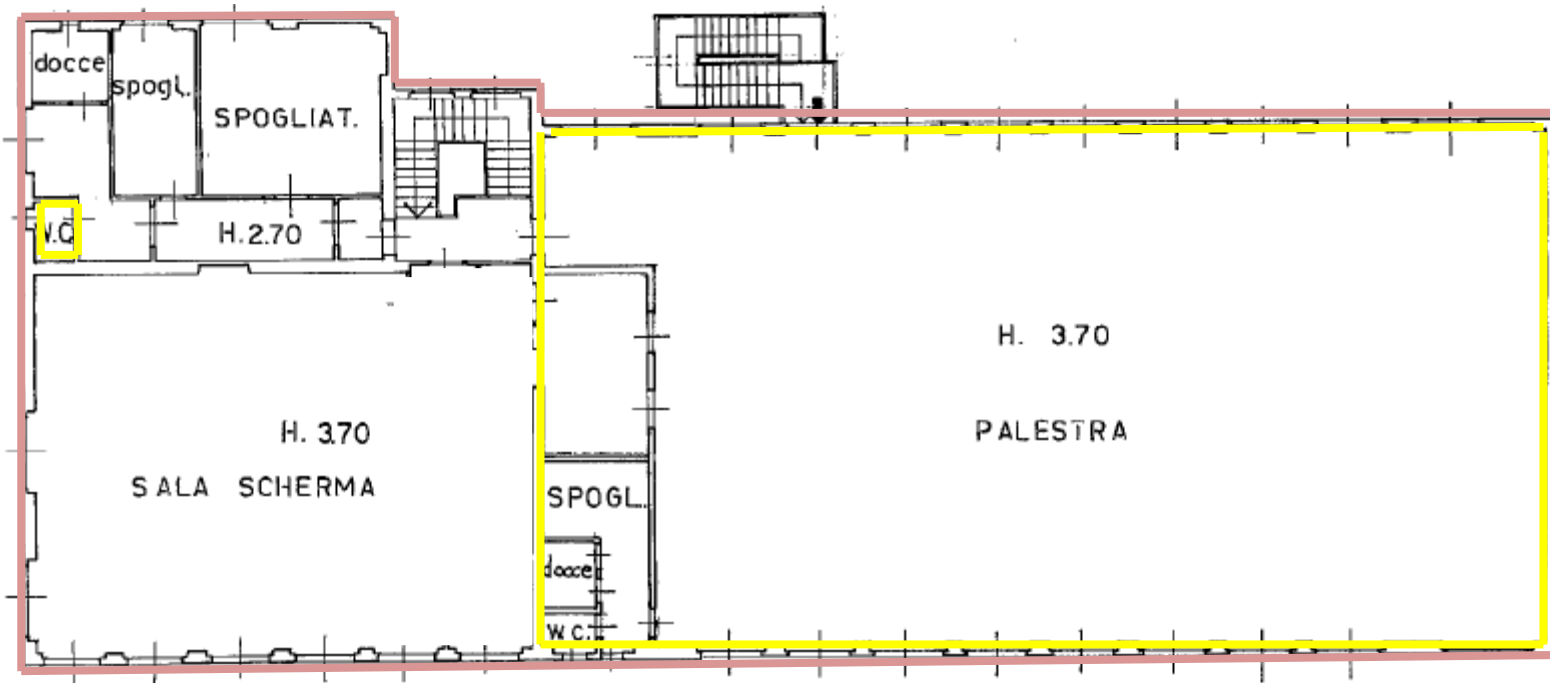 docce
spogl.
SPOGLIAT.
W.C
H.2.70
H. 3.70
PALESTRA
H. 3.70
SALA SCHERMA
SPOGL.
docce
W.C.